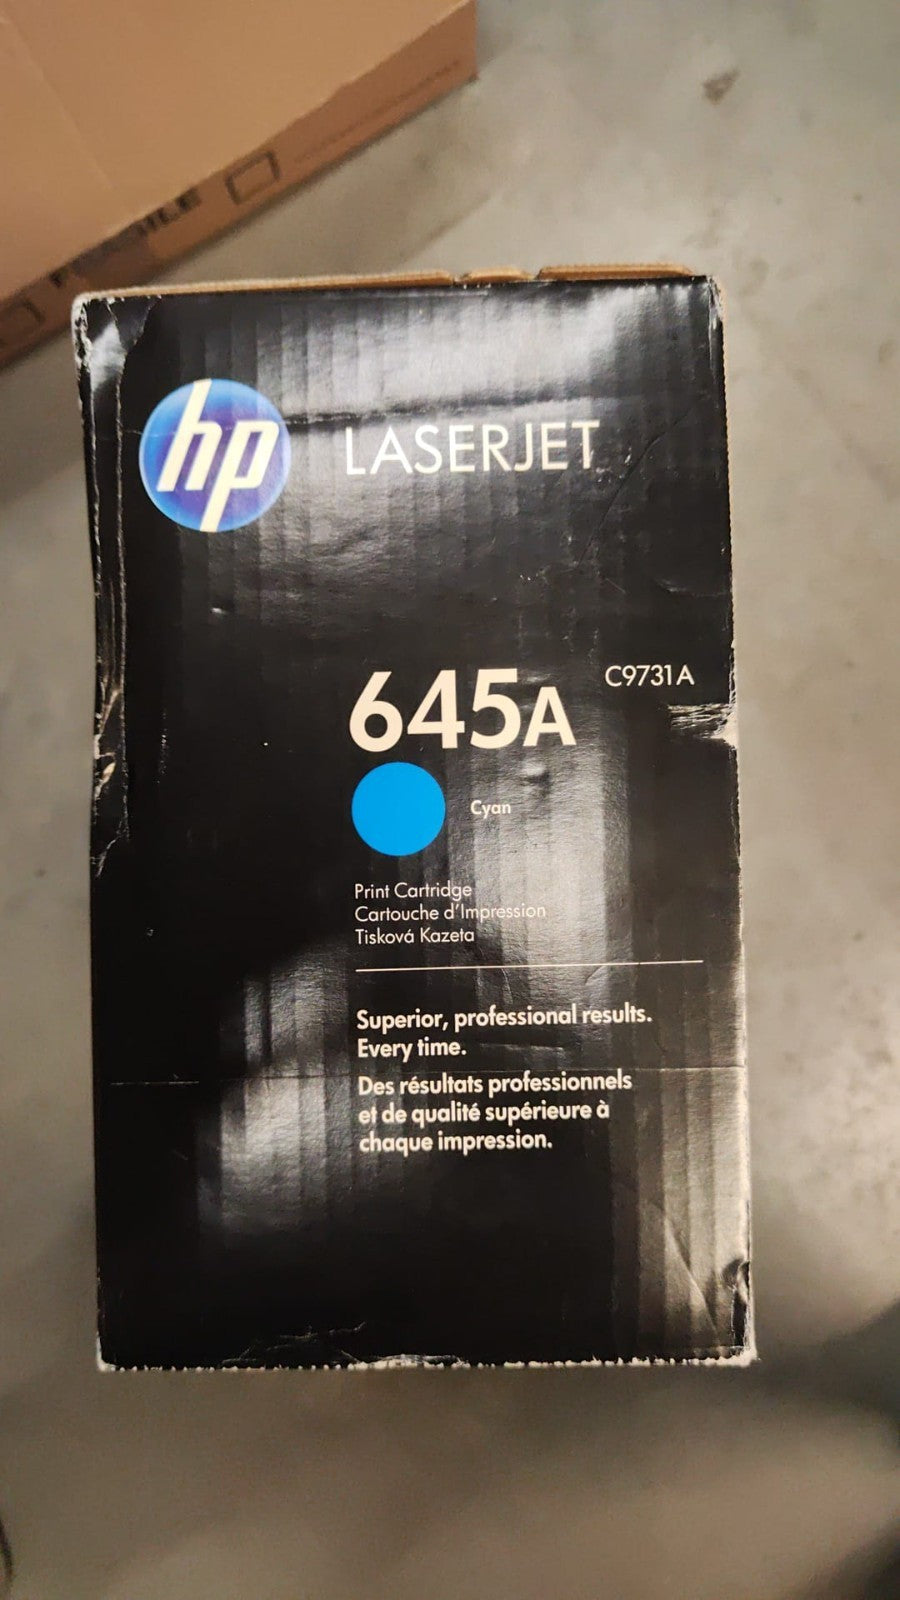 hp LASERJET
645A C9731A
Cyan
Print Cartridge
Cartouche d'Impression
Tisková Kazeta
Superior, professional results.
Every time.
Des résultats professionnels
et de qualité supérieure à
chaque impression.